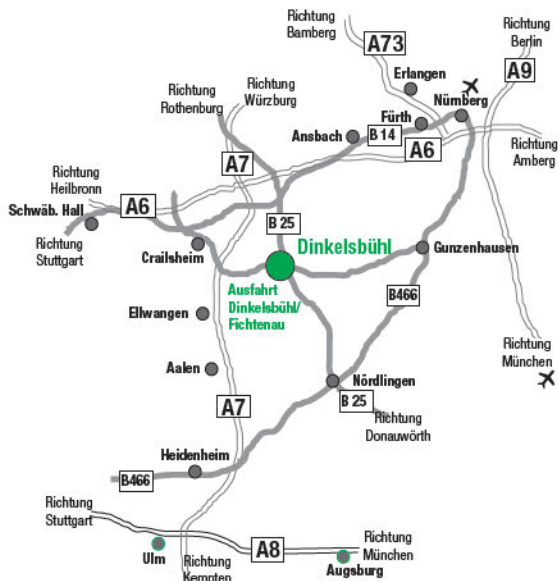 Richtung
Bamberg
A73
Richtung
Berlin
A9
Erlangen
Richtung
Rothenburg
Richtung
Würzburg
Nürnberg
Fürth
Ansbach
B 14
A6
Richtung
Amberg
A7
Richtung
Heilbronn
A6
Schwäb. Hall
Richtung
Stuttgart
B 25
Crailsheim
Dinkelsbühl
Gunzenhausen
Ausfahrt
Dinkelsbühl/
Fichtenau
B466
Ellwangen
Richtung
München
Aalen
Nördlingen
A7
B 25
Richtung
Donauwörth
Heidenheim
B466
Richtung
Stuttgart
A8
Richtung
München
Ulm
Richtung
Kempten
Augsburg